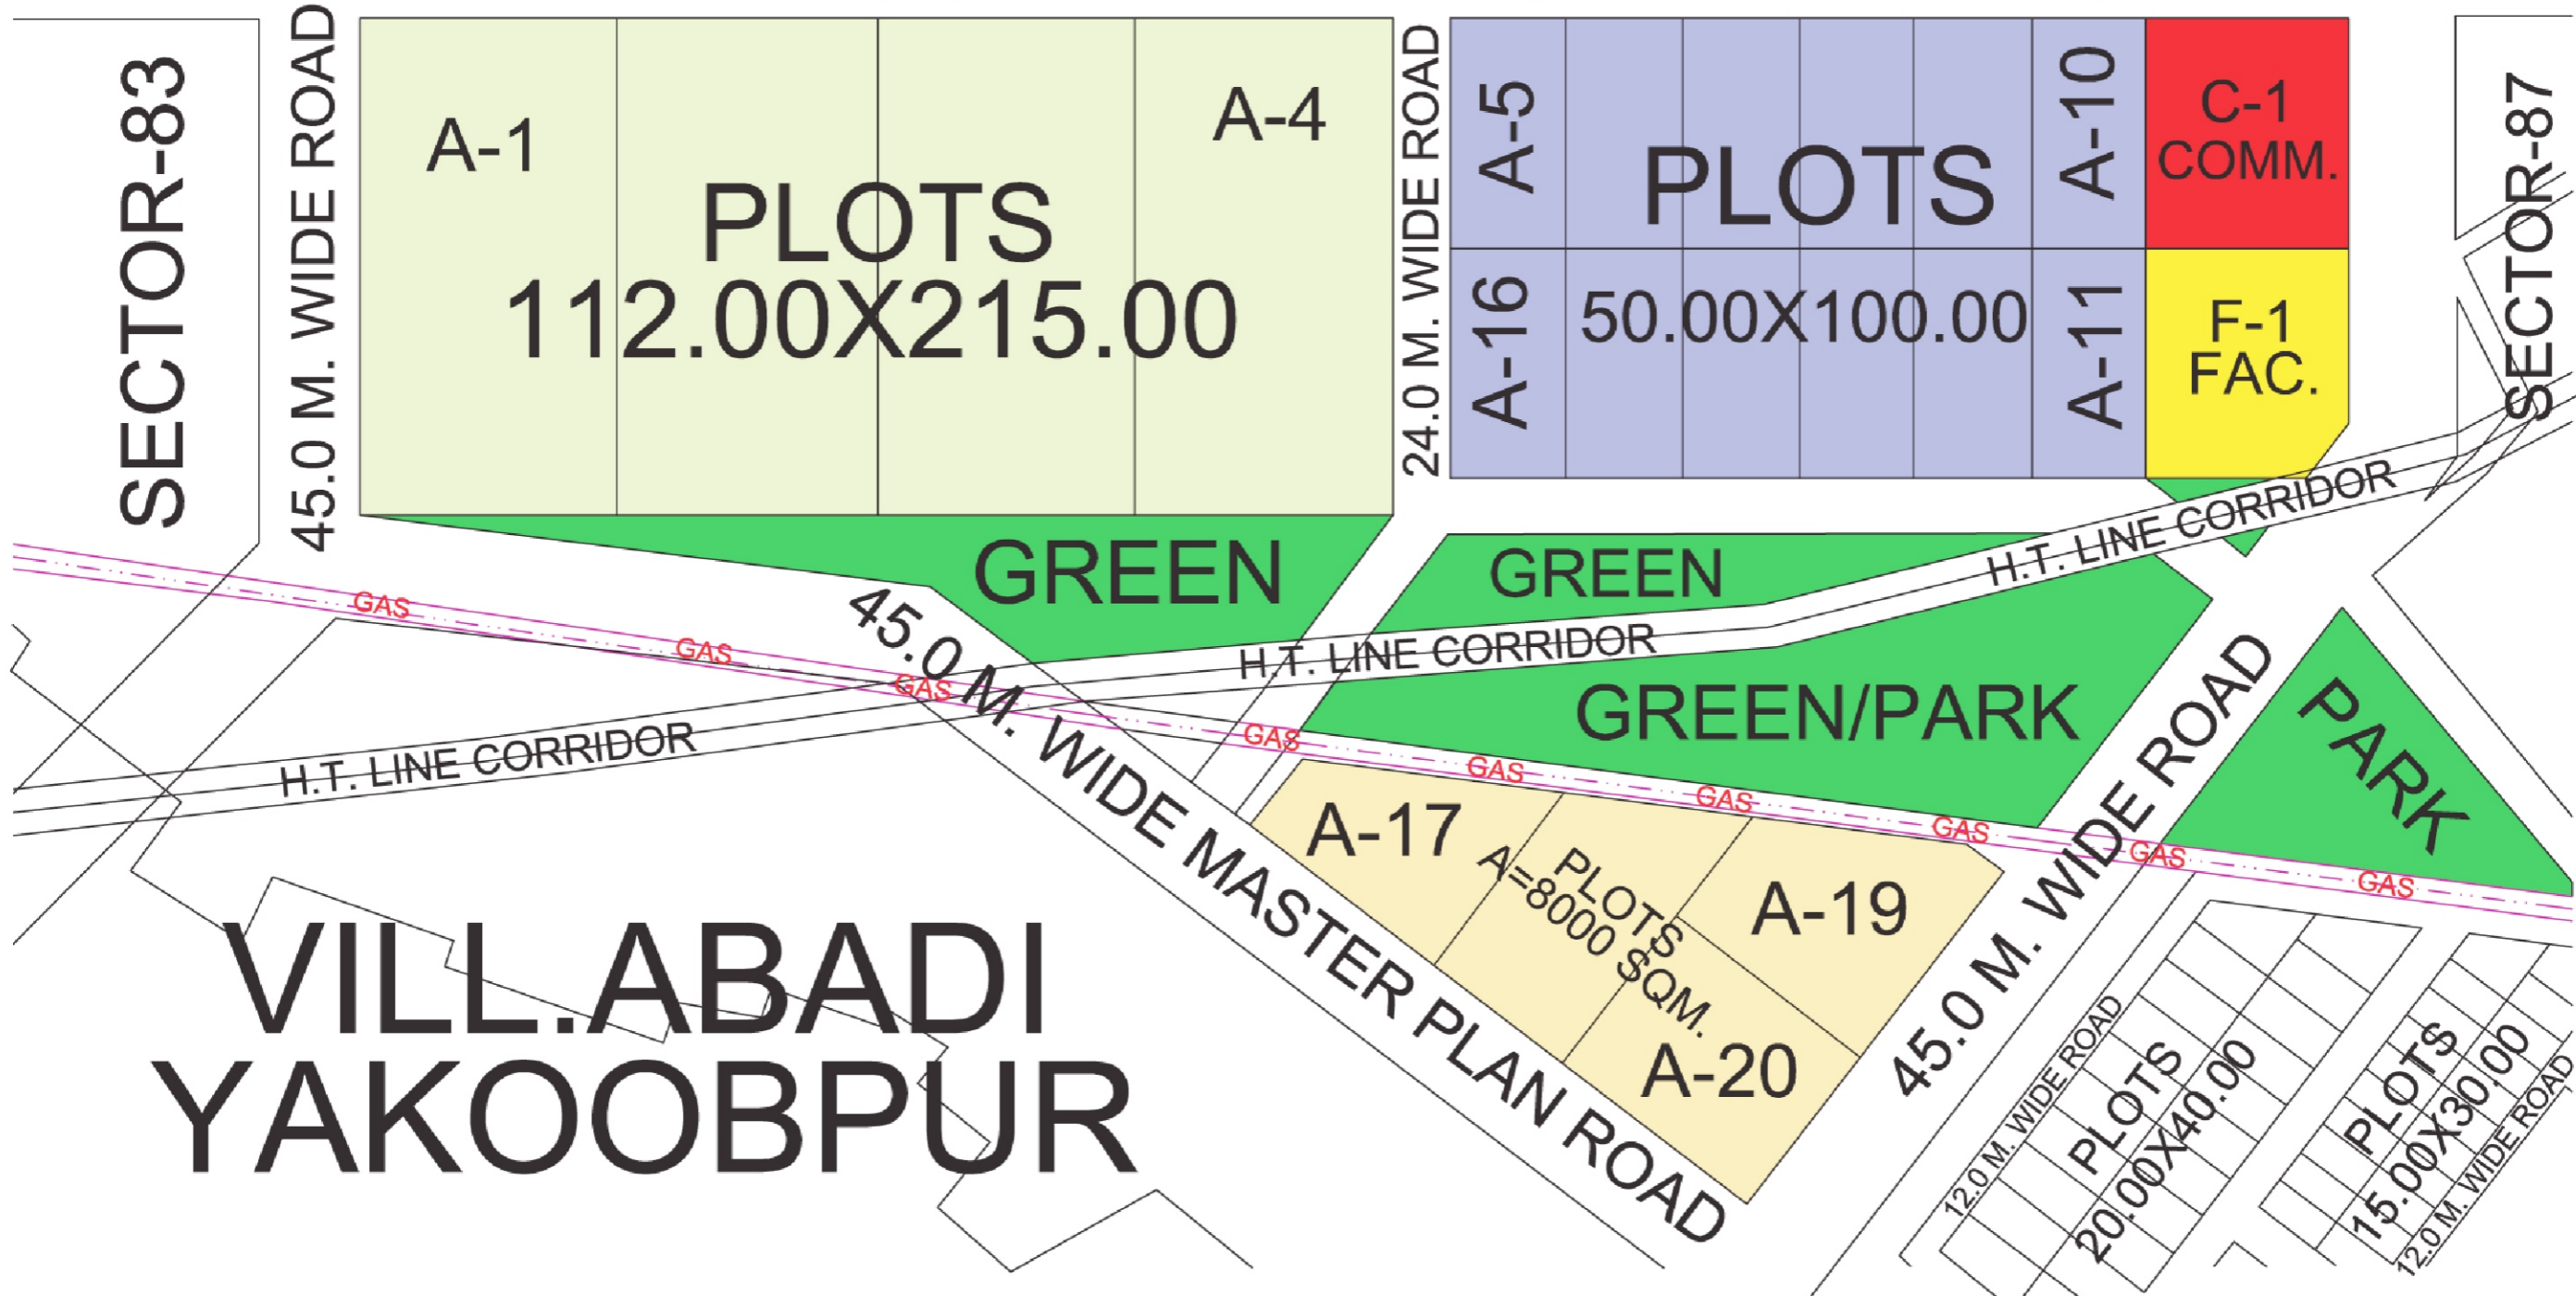 SECTOR-83
45.0 M. WIDE ROAD
A-1
A-4
PLOTS
112.00X215.00
24.0 M. WIDE ROAD
A-5
A-10
PLOTS
A-16
50.00X100.00
A-11
C-1
COMM.
F-1
FAC.
SECTOR-87
GREEN
GREEN
H.T. LINE CORRIDOR
H.T. LINE CORRIDOR
H.T. LINE CORRIDOR
GREEN/PARK
PARK
GAS
GAS
GAS
GAS
GAS
GAS
GAS
GAS
GAS
45.0 M. WIDE MASTER PLAN ROAD
A-17
PLOTS
A=8000 SQM.
A-19
A-20
45.0 M. WIDE ROAD
VILL.ABADI
YAKOOBPUR
12.0 M. WIDE ROAD
PLOTS
20.00X40.00
PLOTS
15.00X30.00
12.0 M. WIDE ROAD